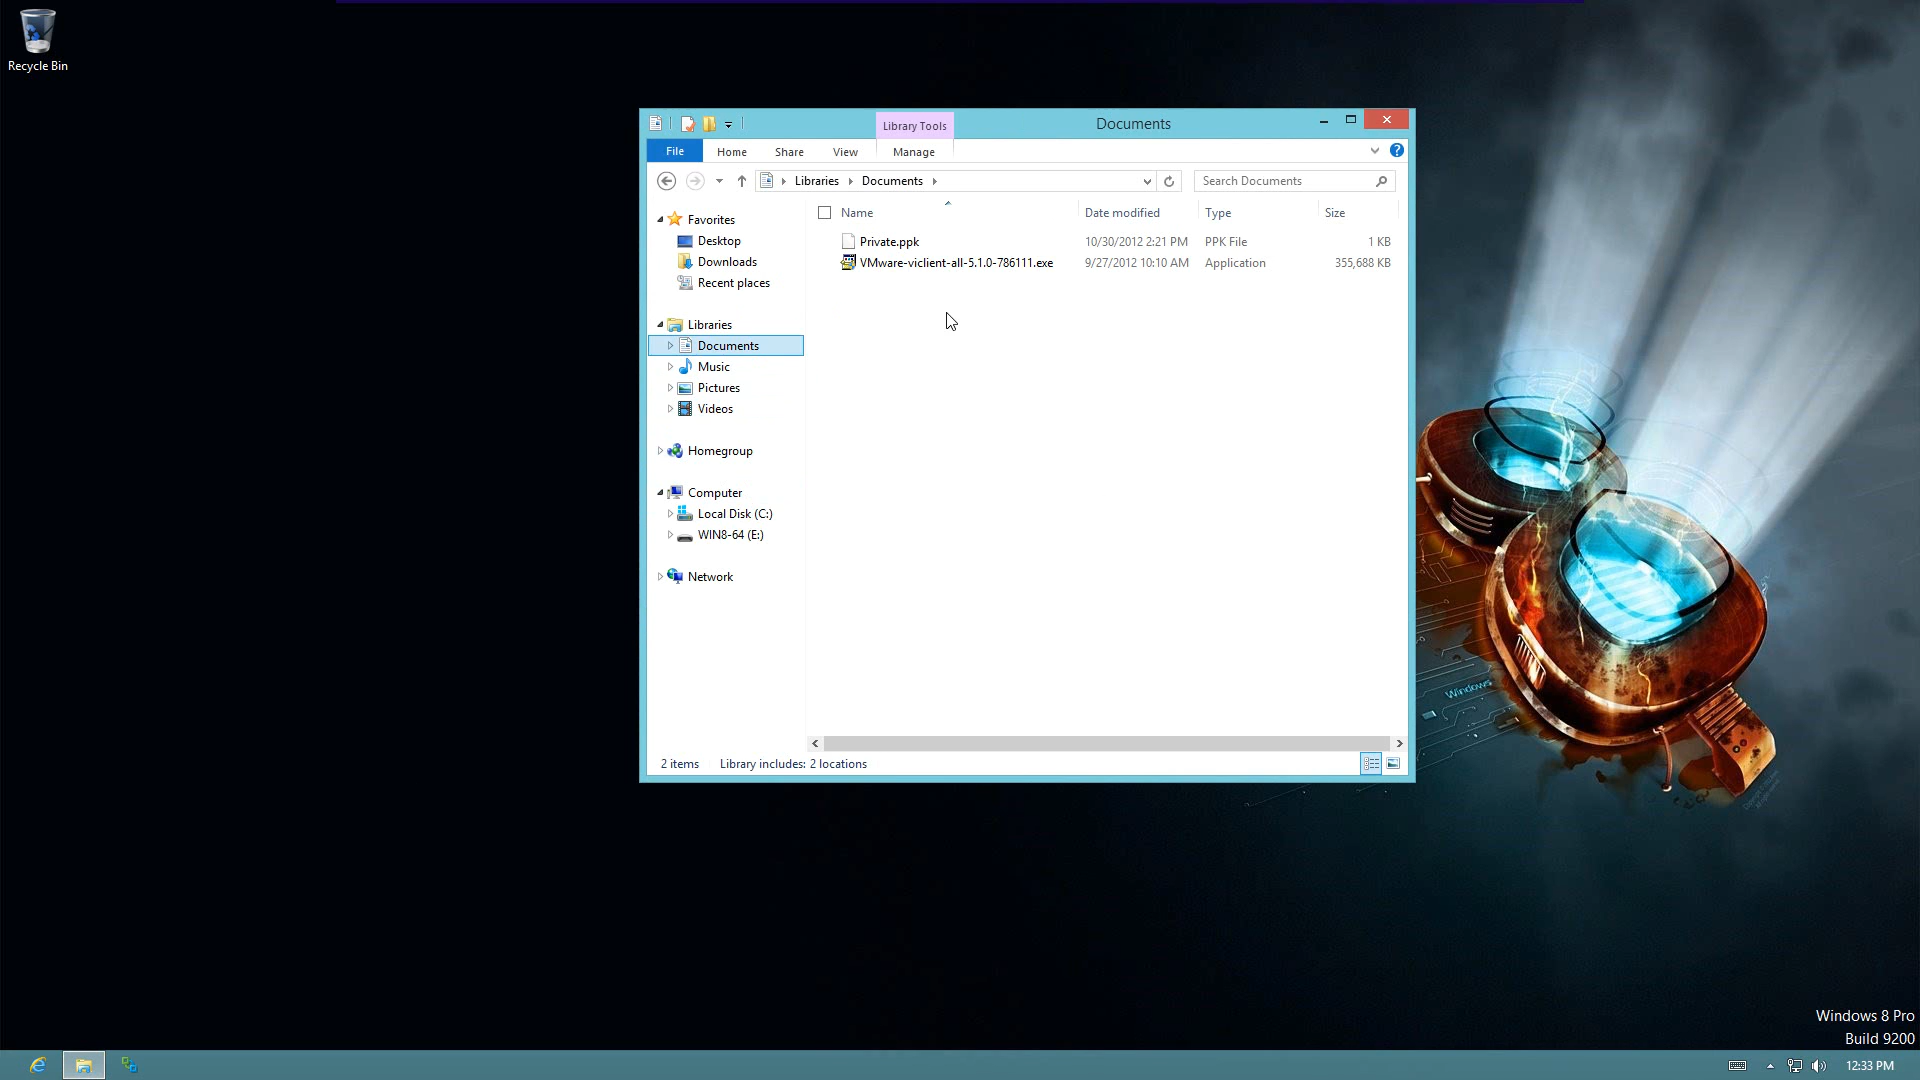 Recycle Bin
Library Tools
Documents
File
Home
Share
View
Manage
Libraries
Documents
Search Documents
Name
Date modified
Type
Size
Favorites
Desktop
Downloads
Recent places
Libraries
Documents
Music
Pictures
Videos
Homegroup
Computer
Local Disk (C:)
WIN8-64 (E:)
Network
Private.ppk 10/30/2012 2:21 PM PPK File 1 KB
VMware-viclient-all-5.1.0-786111.exe 9/27/2012 10:10 AM Application 355,688 KB
2 items
Library includes: 2 locations
Windows
Windows 8 Pro
Build 9200
12:33 PM